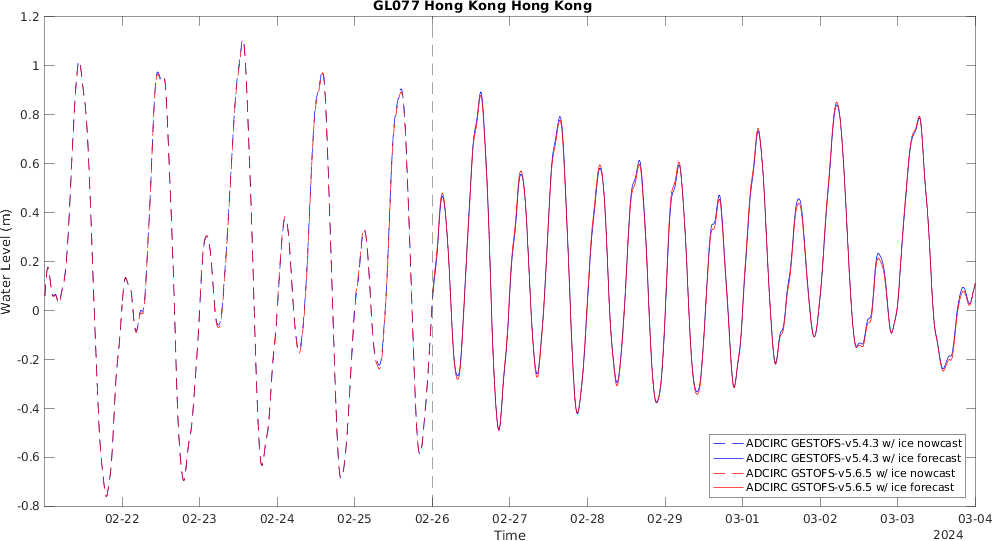 GL077 Hong Kong Hong Kong
1.2
1
0.8
0.6
0.4
0.2
0
-0.2
-0.4
-0.6
-0.8
Water Level (m)
ADCIRC GESTOFS-v5.4.3 w/ ice nowcast
ADCIRC GESTOFS-v5.4.3 w/ ice forecast
ADCIRC GSTOFS-v5.6.5 w/ ice nowcast
ADCIRC GSTOFS-v5.6.5 w/ ice forecast
02-22 02-23 02-24 02-25 02-26 02-27 02-28 02-29 03-01 03-02 03-03 03-04
Time
2024